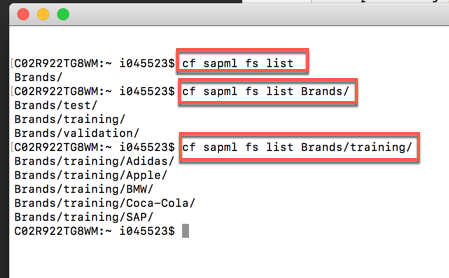 [C02R922TG8WM:~ i045523$ cf sapml fs list
Brands/
[C02R922TG8WM:~ i045523$ cf sapml fs list Brands/
Brands/test/
Brands/training/
Brands/validation/
[C02R922TG8WM:~ i045523$ cf sapml fs list Brands/training/
Brands/training/Adidas/
Brands/training/Apple/
Brands/training/BMW/
Brands/training/Coca-Cola/
Brands/training/SAP/
C02R922TG8WM:~ i045523$